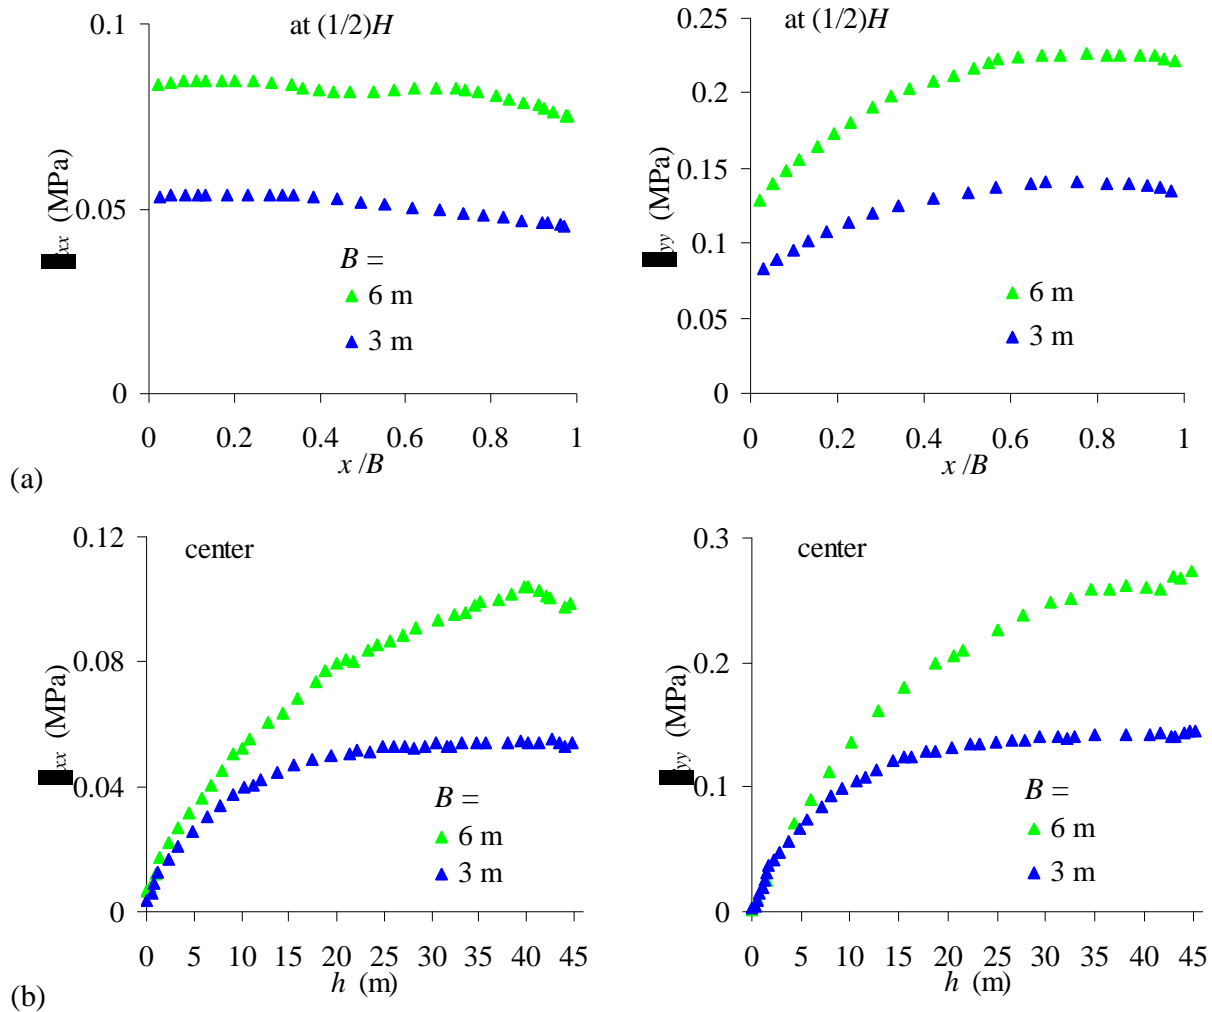 at (1/2)H
0.1
0.05
0
xx (MPa)
B =
6 m
3 m
0 0.2 0.4 0.6 0.8 1
x /B
at (1/2)H
0.25
0.2
0.15
0.1
0.05
0
yy (MPa)
6 m
3 m
0 0.2 0.4 0.6 0.8 1
x /B
(a)
center
0.12
0.08
0.04
0
xx (MPa)
B =
6 m
3 m
0 5 10 15 20 25 30 35 40 45
h (m)
center
0.3
0.2
0.1
0
yy (MPa)
B =
6 m
3 m
0 5 10 15 20 25 30 35 40 45
h (m)
(b)